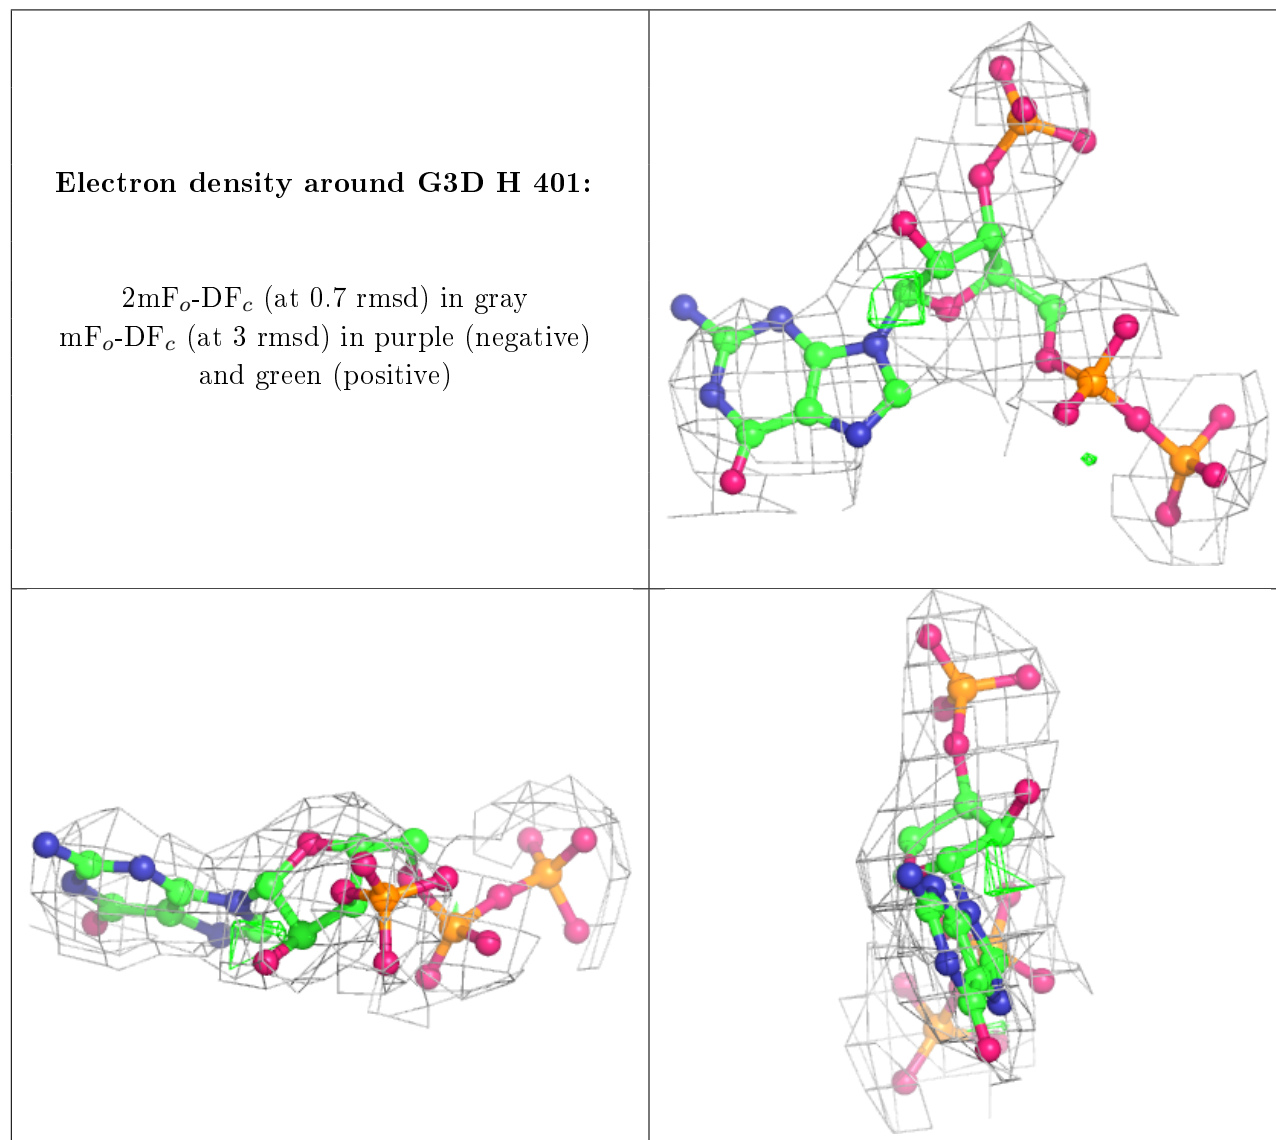 Electron density around G3D H 401:
2mFₒ-DF𝒸 (at 0.7 rmsd) in gray
mFₒ-DF𝒸 (at 3 rmsd) in purple (negative)
and green (positive)